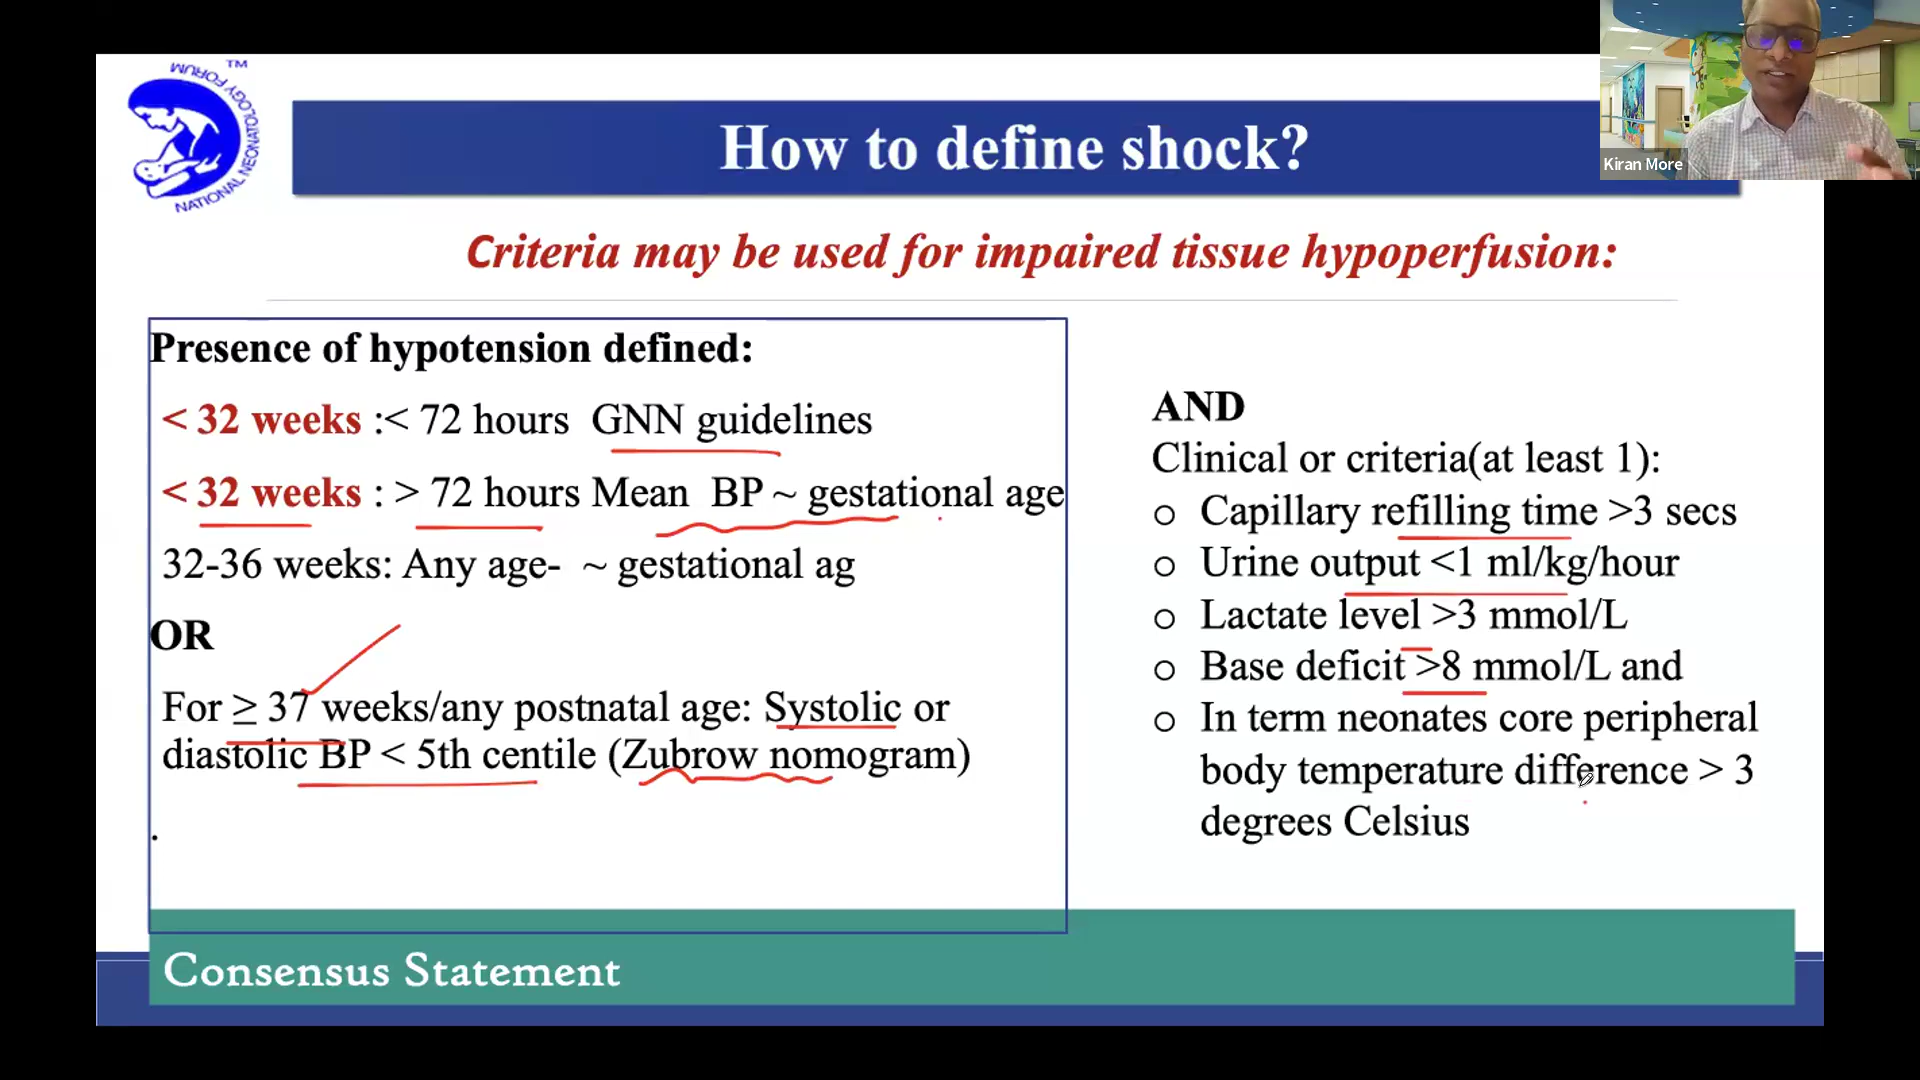 NATIONAL NEONATOLOGY FORUM
TM
How to define shock?
Kiran More
Criteria may be used for impaired tissue hypoperfusion:
Presence of hypotension defined:
< 32 weeks :< 72 hours GNN guidelines
< 32 weeks : > 72 hours Mean BP ~ gestational age
32-36 weeks: Any age- ~ gestational ag
OR
For ≥ 37 weeks/any postnatal age: Systolic or
diastolic BP < 5th centile (Zubrow nomogram)
.
AND
Clinical or criteria(at least 1):
o Capillary refilling time >3 secs
o Urine output <1 ml/kg/hour
o Lactate level >3 mmol/L
o Base deficit >8 mmol/L and
o In term neonates core peripheral
body temperature difference > 3
degrees Celsius
Consensus Statement